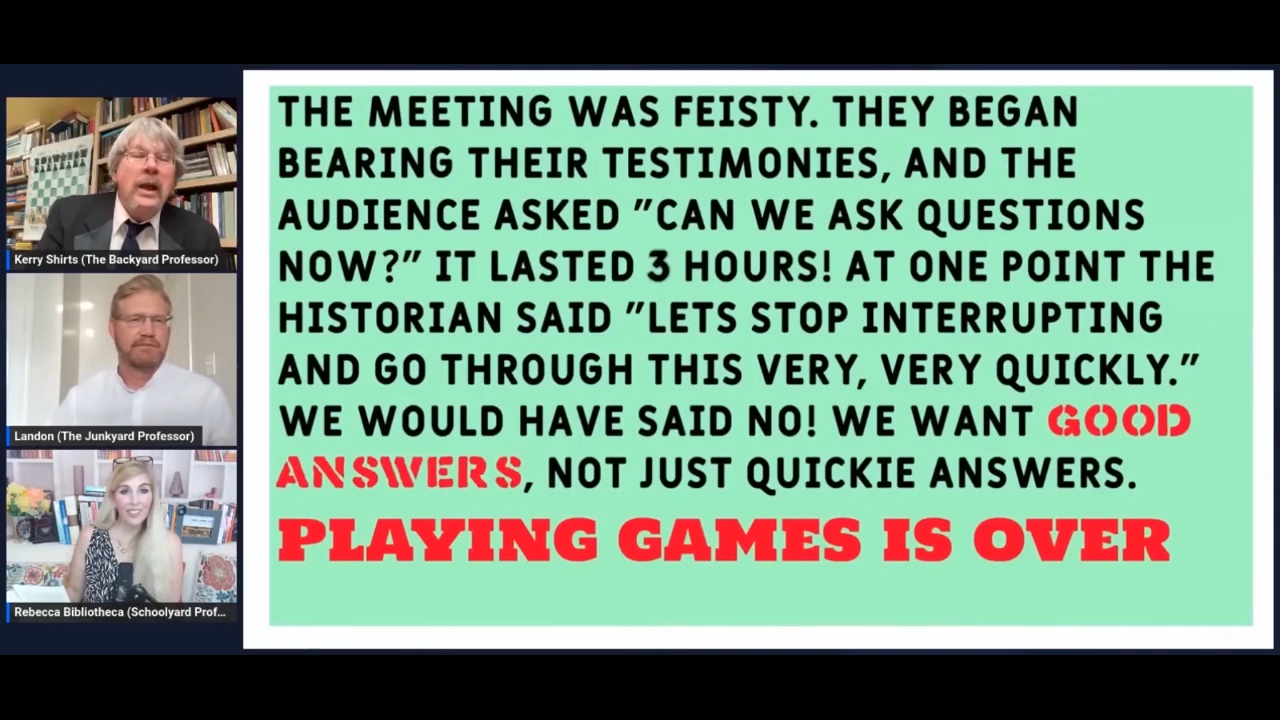 Kerry Shirts (The Backyard Professor)
Landon (The Junkyard Professor)
Rebecca Bibliotheca (Schoolyard Prof...
THE MEETING WAS FEISTY. THEY BEGAN
BEARING THEIR TESTIMONIES, AND THE
AUDIENCE ASKED "CAN WE ASK QUESTIONS
NOW?" IT LASTED 3 HOURS! AT ONE POINT THE
HISTORIAN SAID "LETS STOP INTERRUPTING
AND GO THROUGH THIS VERY, VERY QUICKLY."
WE WOULD HAVE SAID NO! WE WANT GOOD
ANSWERS, NOT JUST QUICKIE ANSWERS.
PLAYING GAMES IS OVER